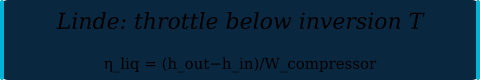 Linde: throttle below inversion T
η_liq = (h_out−h_in)/W_compressor